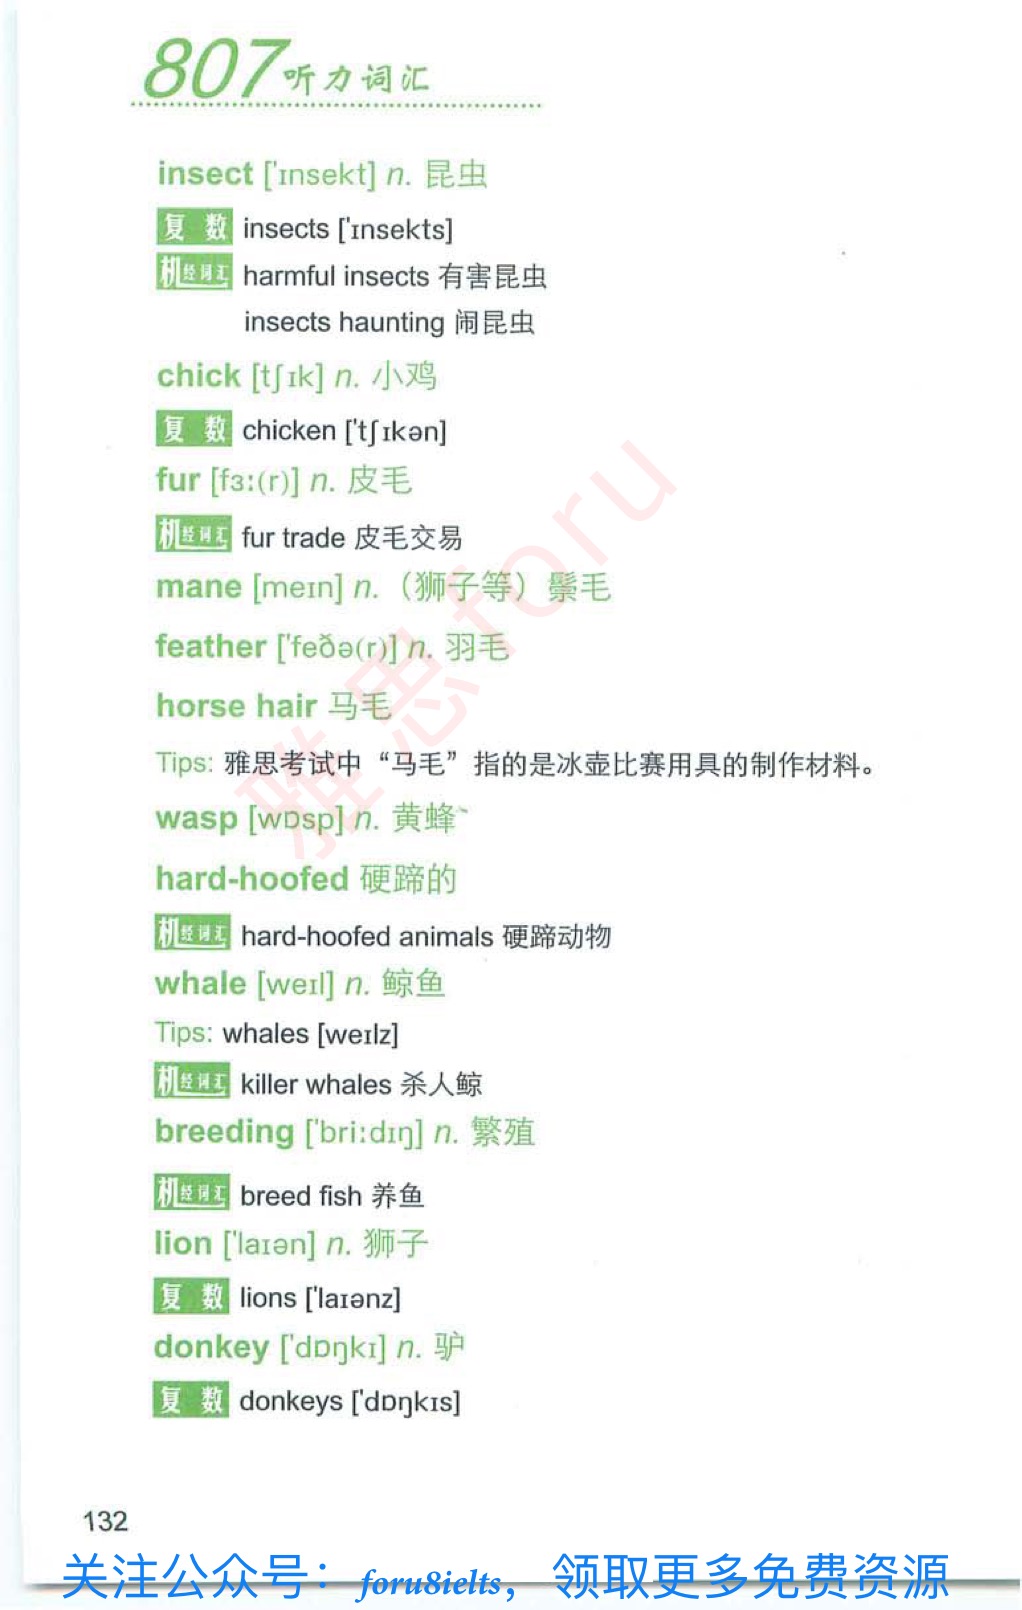 807听力词汇
insect ['ɪnsekt] n. 昆虫
复数 insects ['ɪnsekts]
机经词汇 harmful insects 有害昆虫
insects haunting 闹昆虫
chick [tʃɪk] n. 小鸡
复数 chicken ['tʃɪkən]
fur [fɜː(r)] n. 皮毛
机经词汇 fur trade 皮毛交易
mane [meɪn] n.（狮子等）鬃毛
feather ['feðə(r)] n. 羽毛
horse hair 马毛
Tips: 雅思考试中“马毛”指的是冰壶比赛用具的制作材料。
wasp [wɒsp] n. 黄蜂
hard-hoofed 硬蹄的
机经词汇 hard-hoofed animals 硬蹄动物
whale [weɪl] n. 鲸鱼
Tips: whales [weɪlz]
机经词汇 killer whales 杀人鲸
breeding ['briːdɪŋ] n. 繁殖
机经词汇 breed fish 养鱼
lion ['laɪən] n. 狮子
复数 lions ['laɪənz]
donkey ['dɒŋkɪ] n. 驴
复数 donkeys ['dɒŋkɪs]
雅思foru
132
关注公众号：foru8ielts，领取更多免费资源